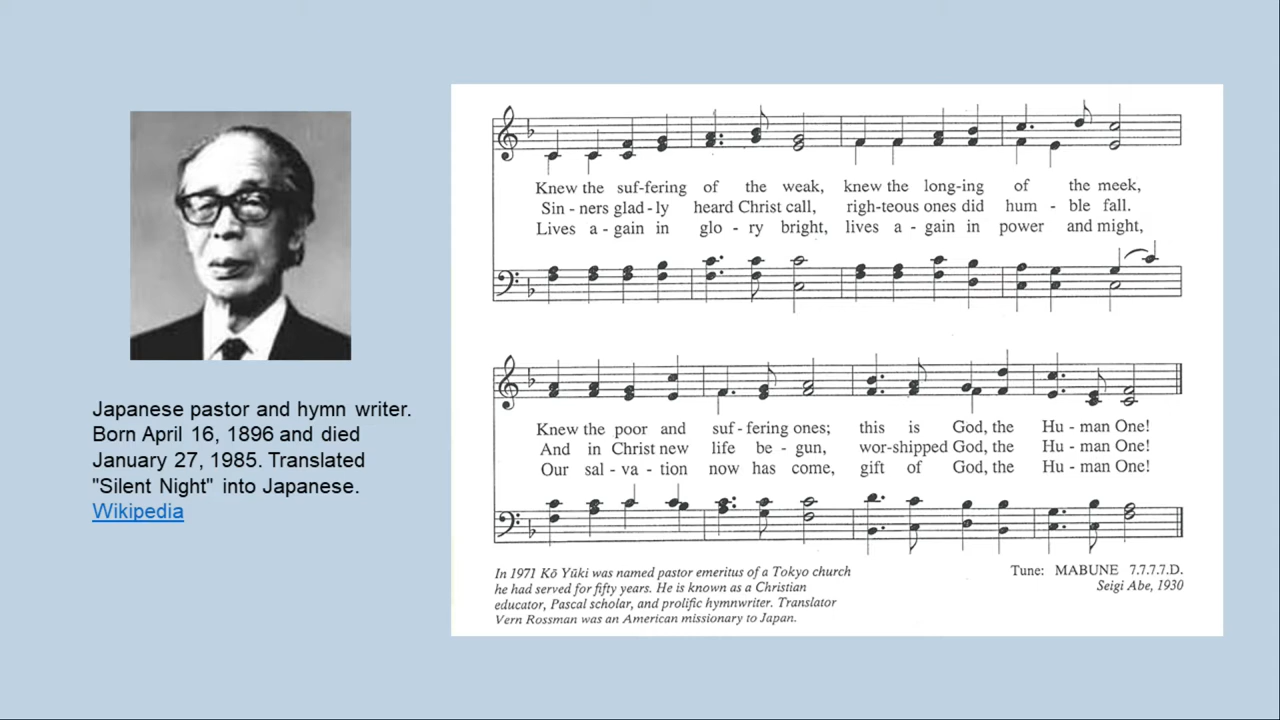 Japanese pastor and hymn writer.
Born April 16, 1896 and died
January 27, 1985. Translated
"Silent Night" into Japanese.
Wikipedia
Knew the suf-fering of the weak, knew the long-ing of the meek,
Sin - ners glad - ly heard Christ call, righ-teous ones did hum - ble fall.
Lives a - gain in glo - ry bright, lives a - gain in power and might,
Knew the poor and suf - fering ones; this is God, the Hu - man One!
And in Christ new life be - gun, wor-shipped God, the Hu - man One!
Our sal - va - tion now has come, gift of God, the Hu - man One!
In 1971 Kō Yūki was named pastor emeritus of a Tokyo church
he had served for fifty years. He is known as a Christian
educator, Pascal scholar, and prolific hymnwriter. Translator
Vern Rossman was an American missionary to Japan.
Tune: MABUNE 7.7.7.7.D.
Seigi Abe, 1930